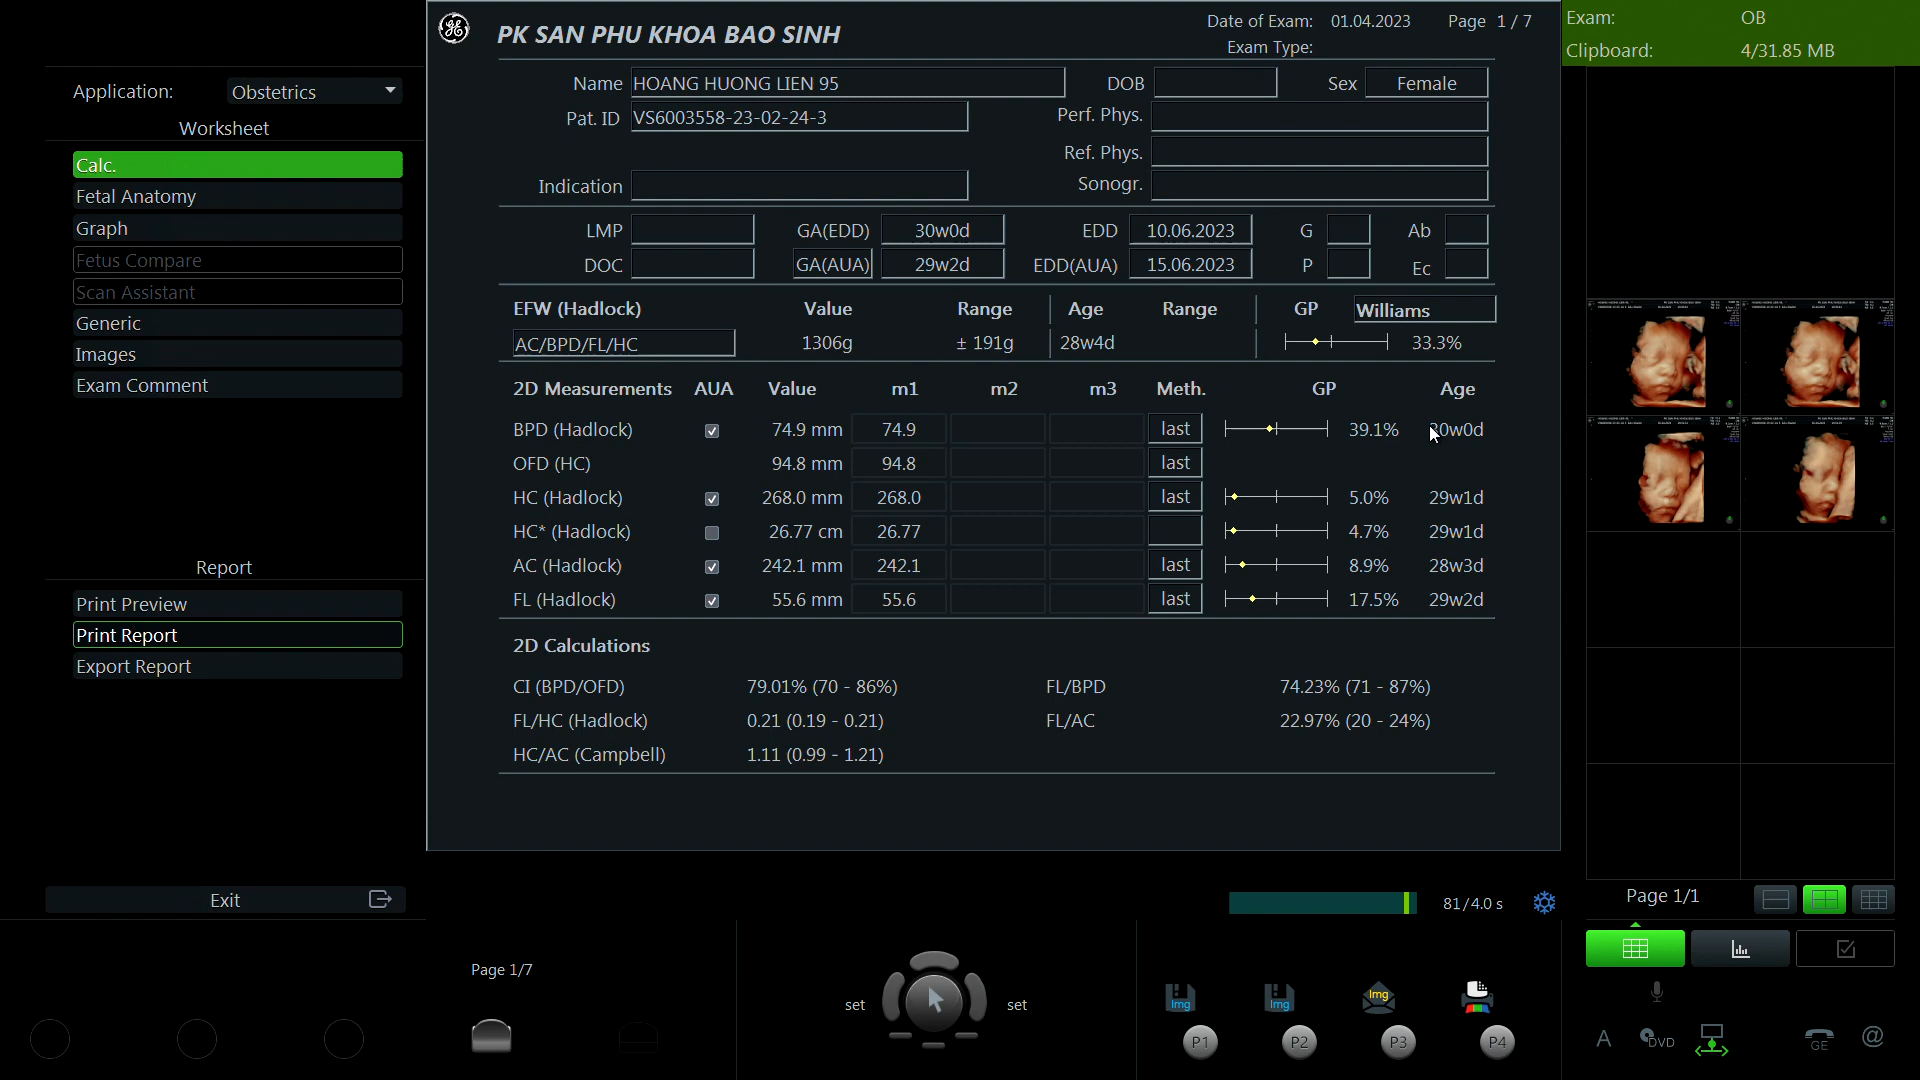 PK SAN PHU KHOA BAO SINH
Date of Exam: 01.04.2023 Page 1 / 7
Exam Type:
Exam: OB
Clipboard: 4/31.85 MB
Application: Obstetrics
Worksheet
Calc.
Fetal Anatomy
Graph
Fetus Compare
Scan Assistant
Generic
Images
Exam Comment
Report
Print Preview
Print Report
Export Report
Exit
Name HOANG HUONG LIEN 95 DOB Sex Female
Pat. ID VS6003558-23-02-24-3 Perf. Phys.
Ref. Phys.
Indication Sonogr.
LMP GA(EDD) 30w0d EDD 10.06.2023 G Ab
DOC GA(AUA) 29w2d EDD(AUA) 15.06.2023 P Ec
EFW (Hadlock) Value Range Age Range GP Williams
AC/BPD/FL/HC 1306g ± 191g 28w4d 33.3%
2D Measurements AUA Value m1 m2 m3 Meth. GP Age
BPD (Hadlock) 74.9 mm 74.9 last 39.1% 30w0d
OFD (HC) 94.8 mm 94.8 last
HC (Hadlock) 268.0 mm 268.0 last 5.0% 29w1d
HC* (Hadlock) 26.77 cm 26.77 4.7% 29w1d
AC (Hadlock) 242.1 mm 242.1 last 8.9% 28w3d
FL (Hadlock) 55.6 mm 55.6 last 17.5% 29w2d
2D Calculations
CI (BPD/OFD) 79.01% (70 - 86%) FL/BPD 74.23% (71 - 87%)
FL/HC (Hadlock) 0.21 (0.19 - 0.21) FL/AC 22.97% (20 - 24%)
HC/AC (Campbell) 1.11 (0.99 - 1.21)
81/4.0 s
Page 1/1
Page 1/7
set set
Img Img Img
P1 P2 P3 P4
A DVD GE @